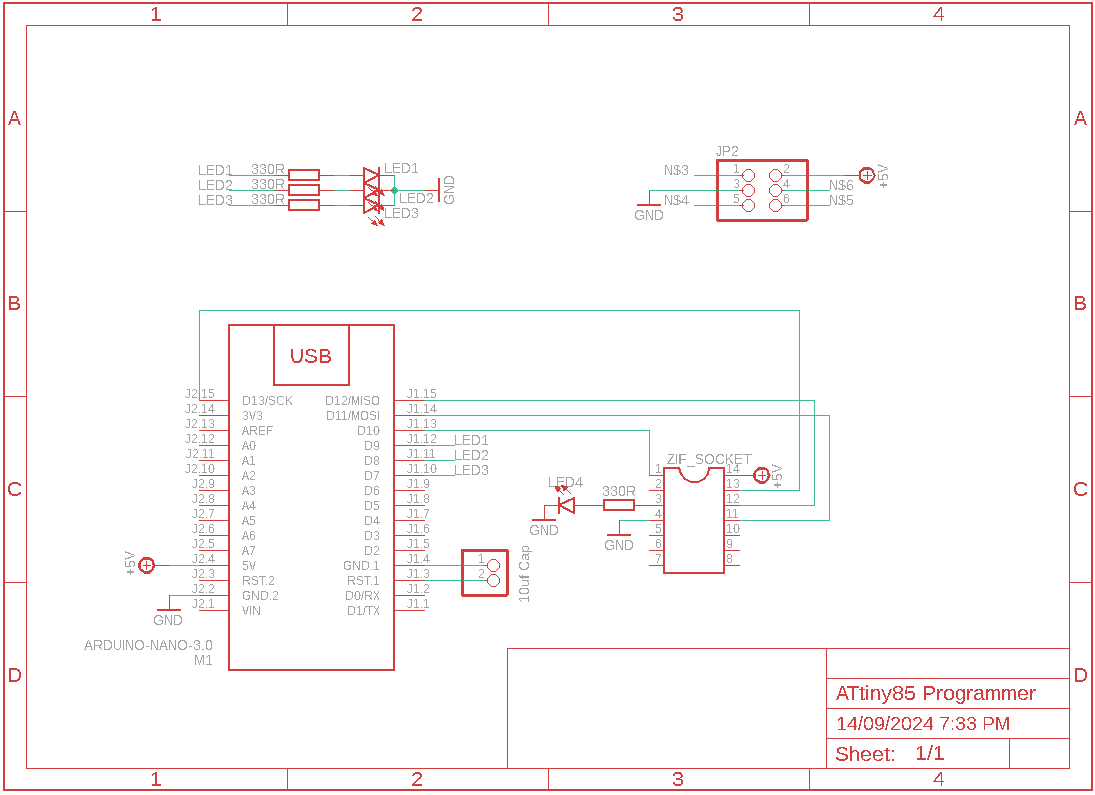 1 2 3 4
A A
JP2
LED1 330R LED1
N$3 1 2 +5V
LED2 330R LED2 GND
3 4 N$6
LED3 330R LED3
GND N$4 5 6 N$5
B B
USB
J2.15 D13/SCK D12/MISO J1.15
J2.14 3V3 D11/MOSI J1.14
J2.13 AREF D10 J1.13
J2.12 A0 D9 J1.12 LED1
J2.11 A1 D8 J1.11 LED2
J2.10 A2 D7 J1.10 LED3
J2.9 A3 D6 J1.9
J2.8 A4 D5 J1.8
J2.7 A5 D4 J1.7
J2.6 A6 D3 J1.6
J2.5 A7 D2 J1.5
+5V J2.4 5V GND.1 J1.4
J2.3 RST.2 RST.1 J1.3
J2.2 GND.2 D0/RX J1.2
GND J2.1 VIN D1/TX J1.1
ARDUINO-NANO-3.0
M1
1
2
10uf Cap
C C
ZIF_SOCKET
1 14 +5V
2 13
LED4 330R 3 12
GND 4 11
GND 5 10
6 9
7 8
D D
ATtiny85 Programmer
14/09/2024 7:33 PM
Sheet: 1/1
1 2 3 4